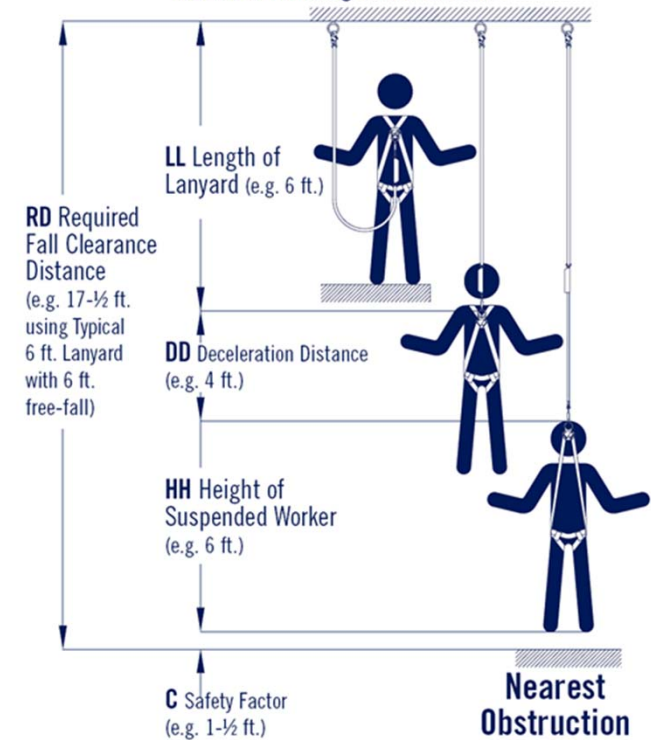 LL Length of
Lanyard (e.g. 6 ft.)
RD Required
Fall Clearance
Distance
(e.g. 17-½ ft.
using Typical
6 ft. Lanyard
with 6 ft.
free-fall)
DD Deceleration Distance
(e.g. 4 ft.)
HH Height of
Suspended Worker
(e.g. 6 ft.)
C Safety Factor
(e.g. 1-½ ft.)
Nearest
Obstruction